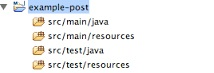 example-post
src/main/java
src/main/resources
src/test/java
src/test/resources